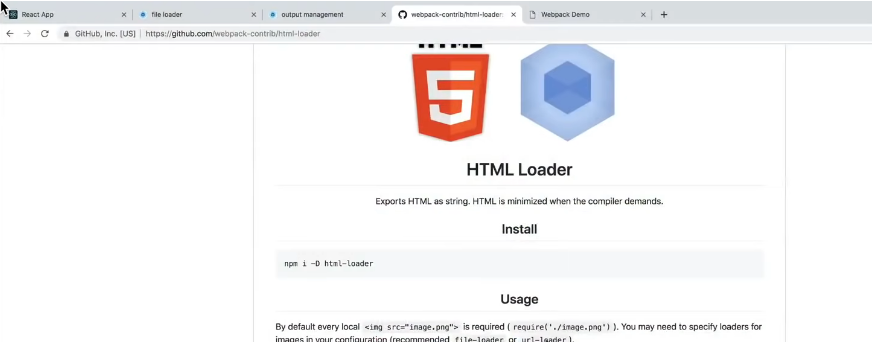 React App
file loader
output management
webpack-contrib/html-loader
Webpack Demo
GitHub, Inc. [US]
https://github.com/webpack-contrib/html-loader
HTML
5
HTML Loader
Exports HTML as string. HTML is minimized when the compiler demands.
Install
npm i -D html-loader
Usage
By default every local <img src="image.png"> is required ( require('./image.png') ). You may need to specify loaders for
images in your configuration (recommended file-loader or url-loader ).